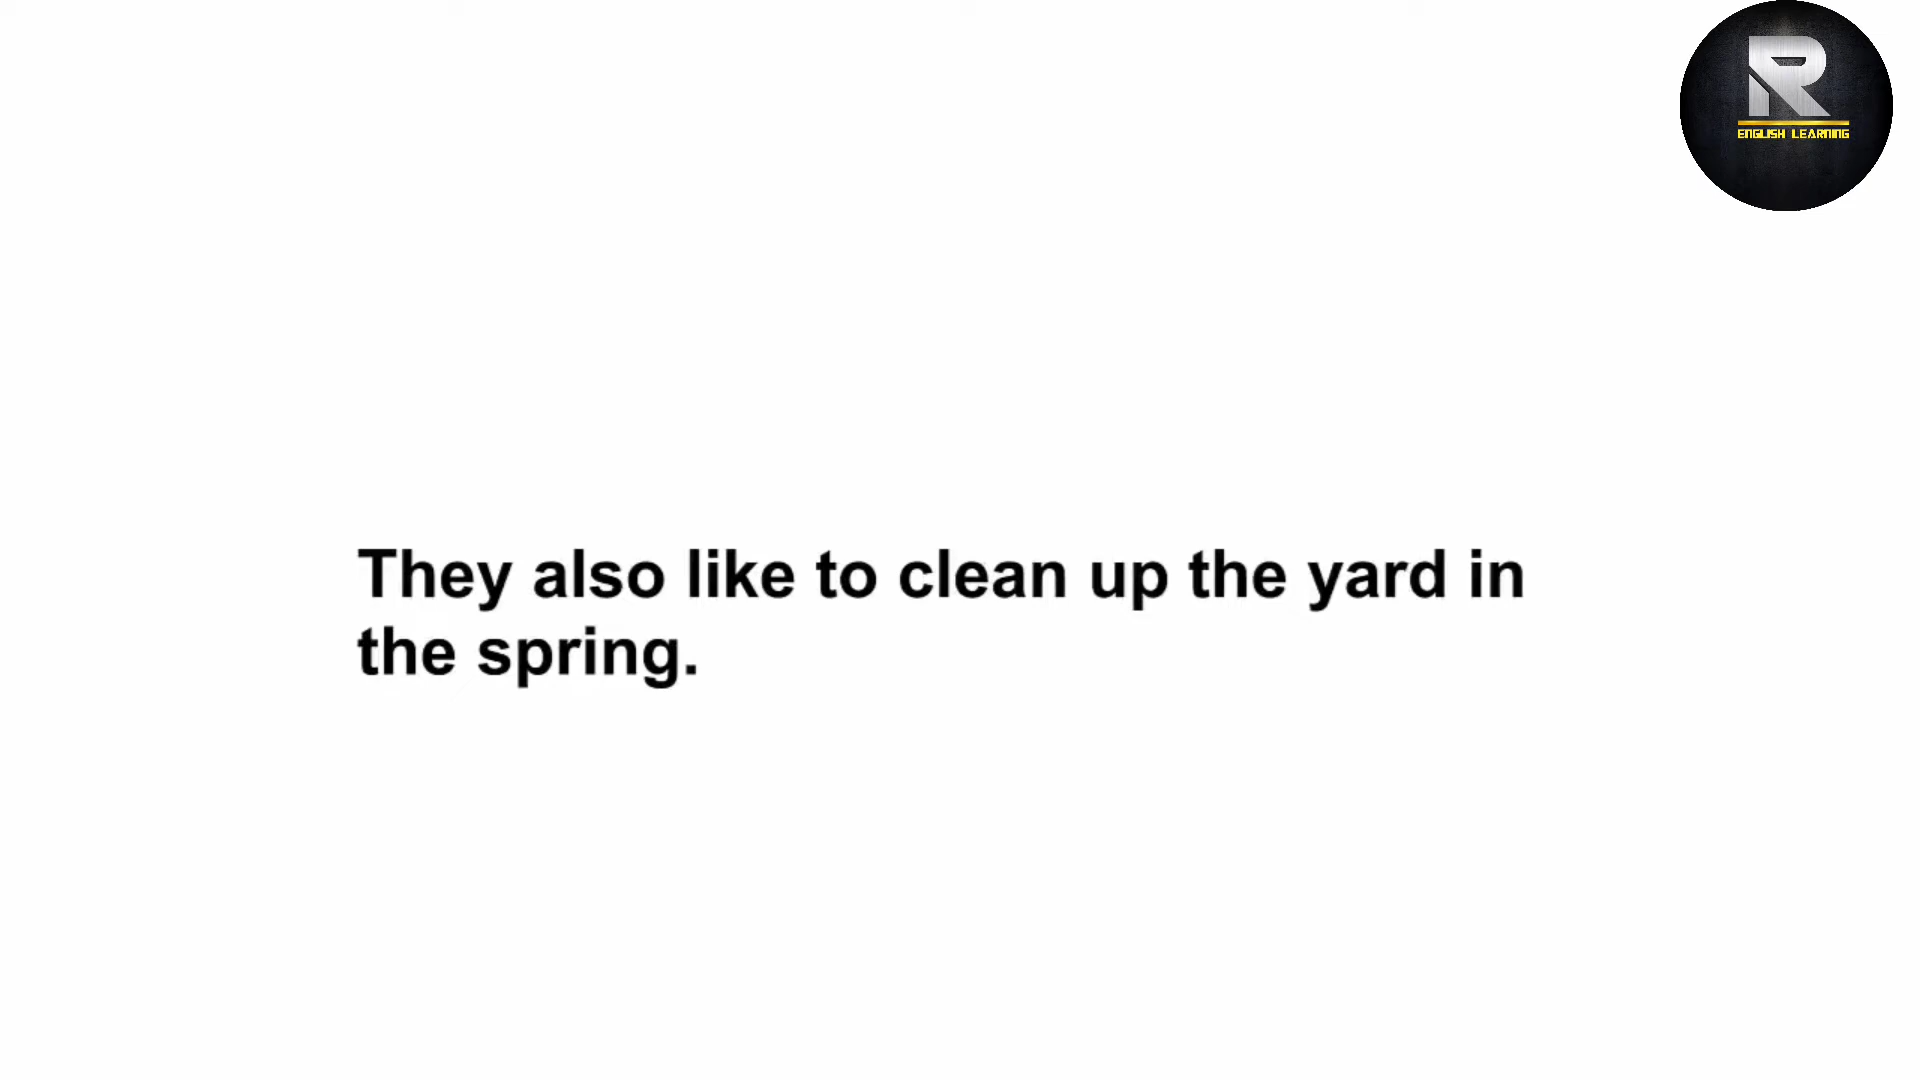 R
ENGLISH LEARNING
They also like to clean up the yard in
the spring.